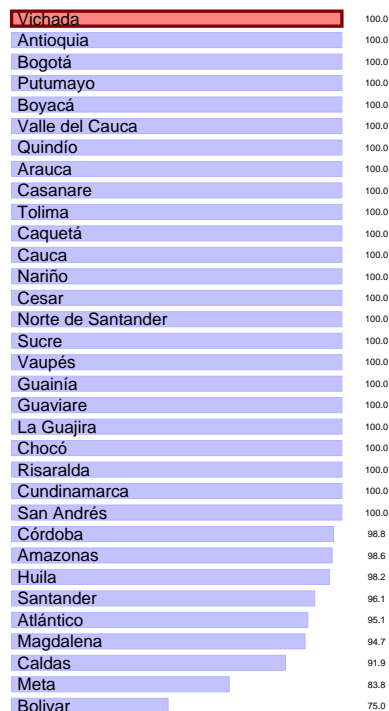 Vichada 100.0
Antioquia 100.0
Bogotá 100.0
Putumayo 100.0
Boyacá 100.0
Valle del Cauca 100.0
Quindío 100.0
Arauca 100.0
Casanare 100.0
Tolima 100.0
Caquetá 100.0
Cauca 100.0
Nariño 100.0
Cesar 100.0
Norte de Santander 100.0
Sucre 100.0
Vaupés 100.0
Guainía 100.0
Guaviare 100.0
La Guajira 100.0
Chocó 100.0
Risaralda 100.0
Cundinamarca 100.0
San Andrés 100.0
Córdoba 98.8
Amazonas 98.6
Huila 98.2
Santander 96.1
Atlántico 95.1
Magdalena 94.7
Caldas 91.9
Meta 83.8
Bolivar 75.0